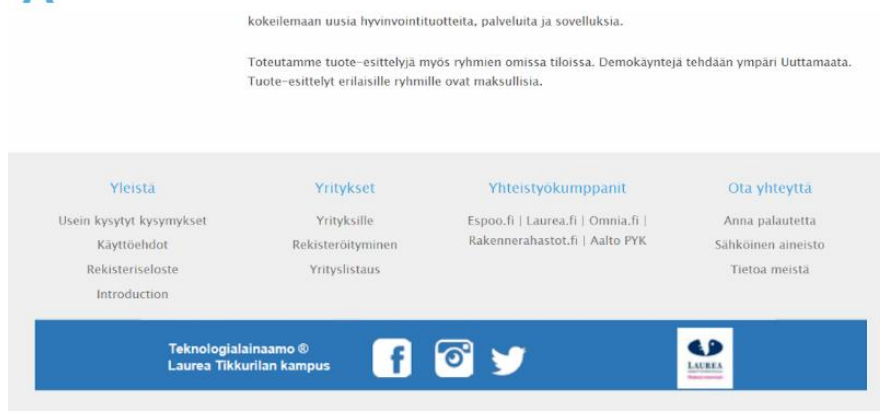 kokeilemaan uusia hyvinvointituotteita, palveluita ja sovelluksia.
Toteutamme tuote-esittelyjä myös ryhmien omissa tiloissa. Demokäyntejä tehdään ympäri Uuttamaata.
Tuote-esittelyt erilaisille ryhmille ovat maksullisia.
Yleistä
Usein kysytyt kysymykset
Käyttöehdot
Rekisteriseloste
Introduction
Yritykset
Yrityksille
Rekisteröityminen
Yrityslistaus
Yhteistyökumppanit
Espoo.fi | Laurea.fi | Omnia.fi |
Rakennerahastot.fi | Aalto PYK
Ota yhteyttä
Anna palautetta
Sähköinen aineisto
Tietoa meistä
Teknologialainaamo ®
Laurea Tikkurilan kampus
LAUREA